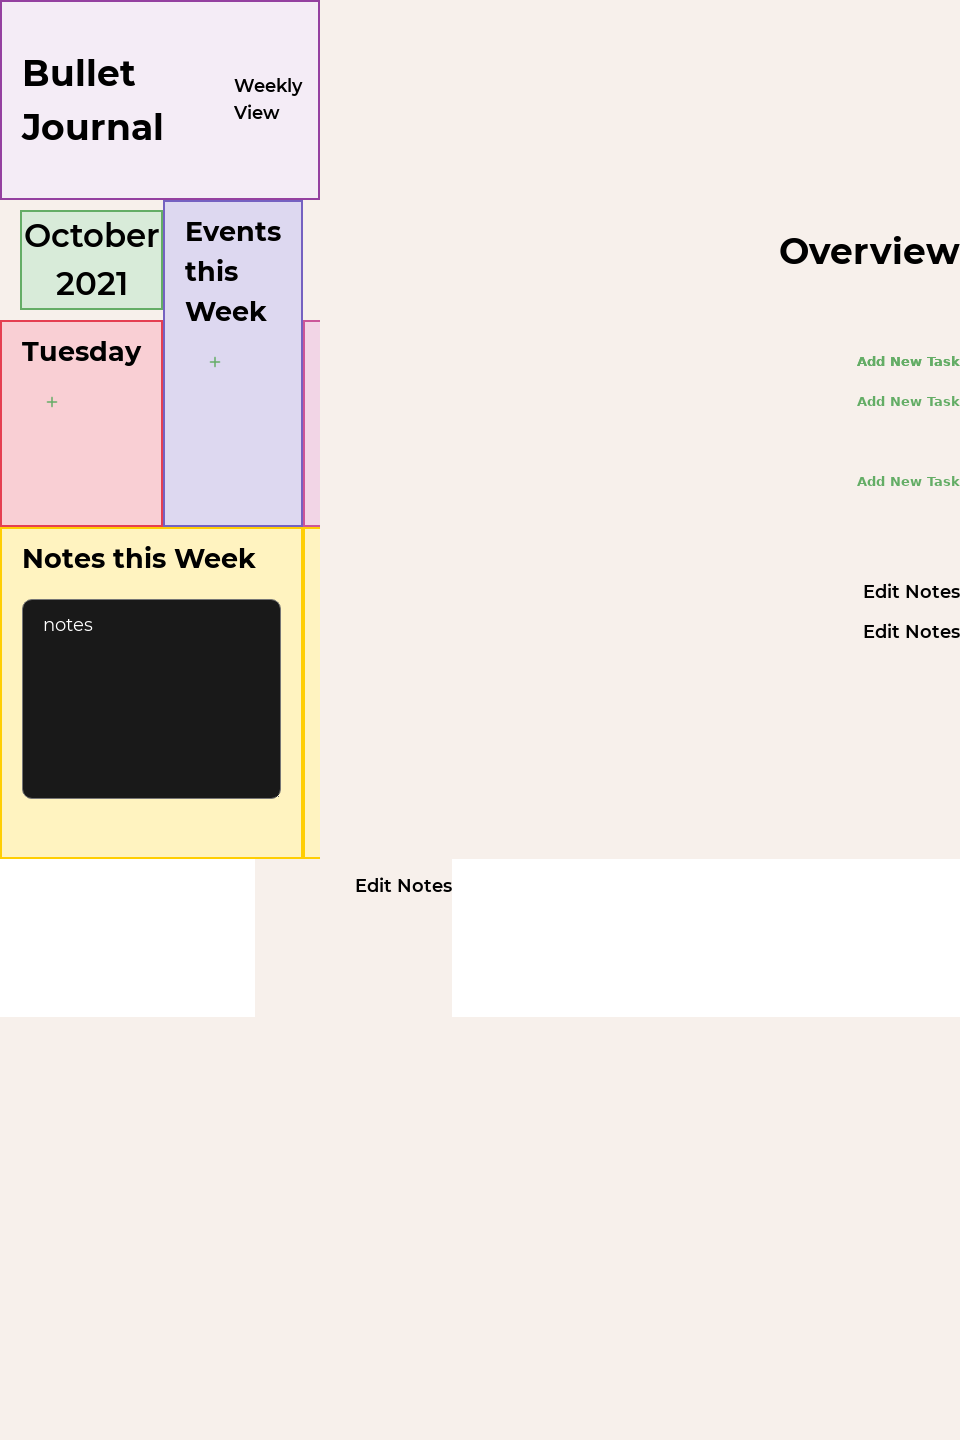 Bullet
Journal
Weekly
View
October
2021
Events
this
Week
+
Overview
Tuesday
+
Add New Task
Add New Task
Add New Task
Notes this Week
notes
Edit Notes
Edit Notes
Edit Notes